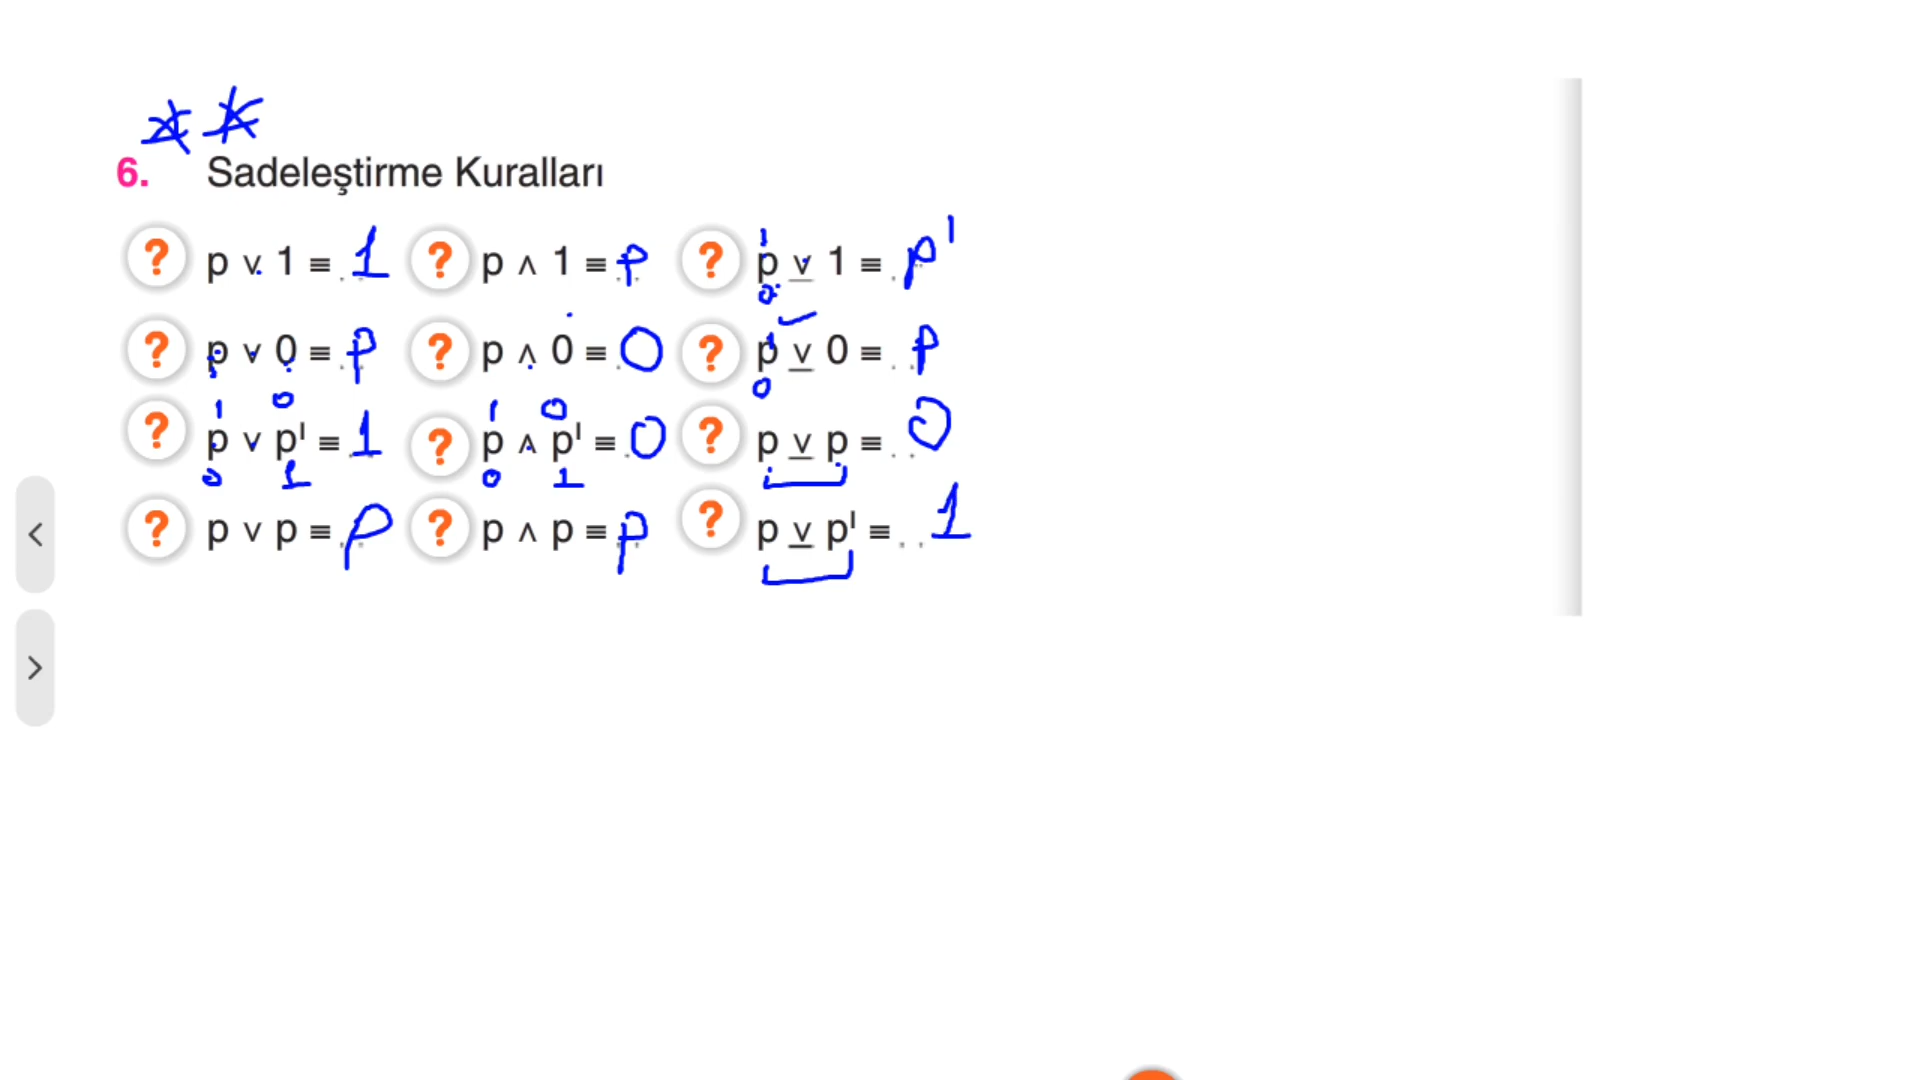 6. Sadeleştirme Kuralları
? p ∨ 1 ≡ 1 ? p ∧ 1 ≡ p ? p ⊻ 1 ≡ p'
? p ∨ 0 ≡ p ? p ∧ 0 ≡ 0 ? p ⊻ 0 ≡ p
? p ∨ p' ≡ 1 ? p ∧ p' ≡ 0 ? p ⊻ p ≡ 0
? p ∨ p ≡ p ? p ∧ p ≡ p ? p ⊻ p' ≡ 1